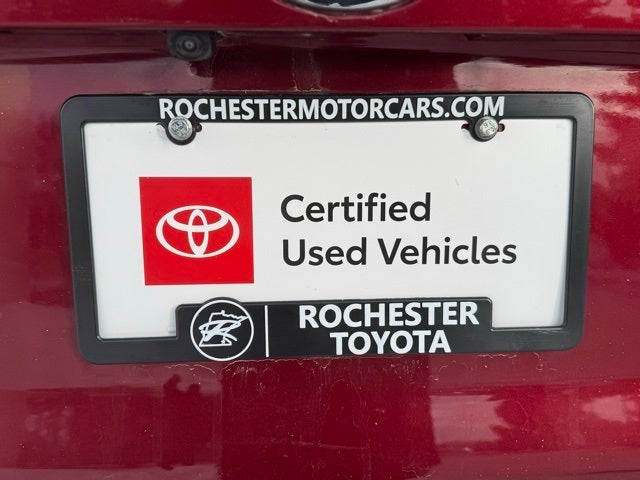 ROCHESTERMOTORCARS.COM
Certified
Used Vehicles
ROCHESTER
TOYOTA